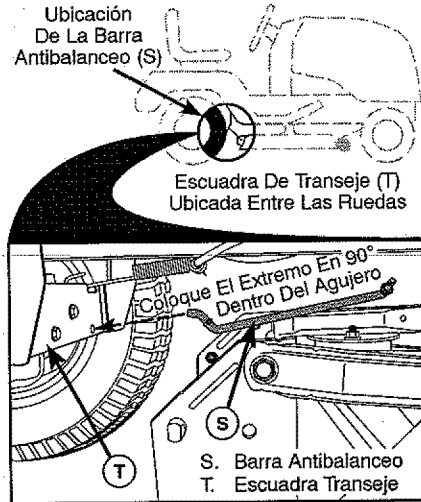 Ubicación
De La Barra
Antibalanceo (S)
Escuadra De Transeje (T)
Ubicada Entre Las Ruedas
Coloque El Extremo En 90°
Dentro Del Agujero
S
T
S. Barra Antibalanceo
T. Escuadra Transeje